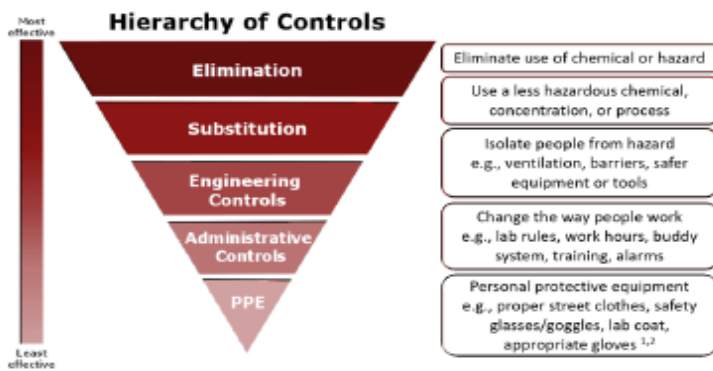 Hierarchy of Controls
Most
effective
Elimination
Eliminate use of chemical or hazard
Substitution
Use a less hazardous chemical,
concentration, or process
Engineering
Controls
Isolate people from hazard
e.g., ventilation, barriers, safer
equipment or tools
Administrative
Controls
Change the way people work
e.g., lab rules, work hours, buddy
system, training, alarms
PPE
Personal protective equipment
e.g., proper street clothes, safety
glasses/goggles, lab coat,
appropriate gloves 1,2
Least
effective